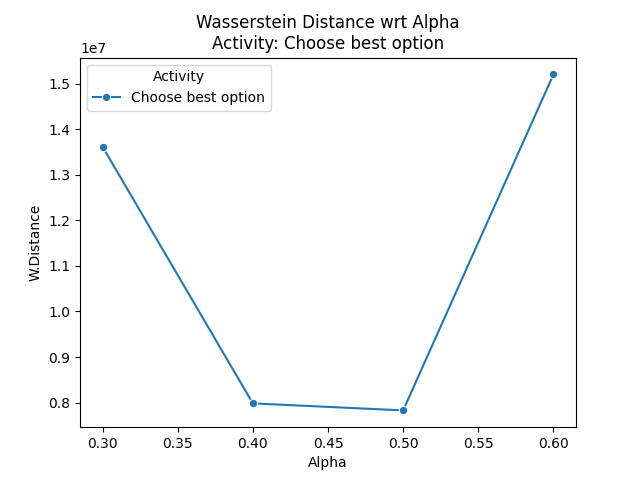 Wasserstein Distance wrt Alpha
Activity: Choose best option
1e7
Activity
Choose best option
1.5
1.4
1.3
1.2
1.1
1.0
0.9
0.8
W.Distance
0.30 0.35 0.40 0.45 0.50 0.55 0.60
Alpha